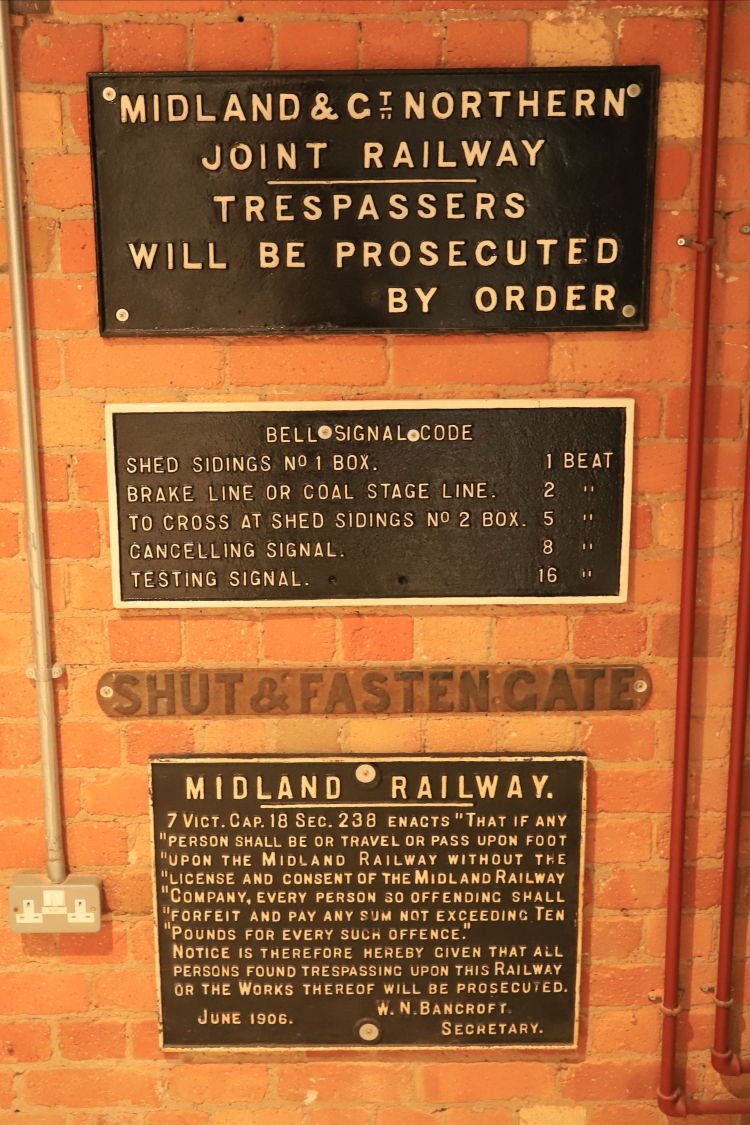 MIDLAND & GT NORTHERN
JOINT RAILWAY
TRESPASSERS
WILL BE PROSECUTED
BY ORDER.
BELL SIGNAL CODE
SHED SIDINGS No 1 BOX. 1 BEAT
BRAKE LINE OR COAL STAGE LINE. 2 "
TO CROSS AT SHED SIDINGS No 2 BOX. 5 "
CANCELLING SIGNAL. 8 "
TESTING SIGNAL. 16 "
SHUT & FASTEN GATE
MIDLAND RAILWAY.
7 VICT. CAP. 18 SEC. 238 ENACTS "THAT IF ANY
"PERSON SHALL BE OR TRAVEL OR PASS UPON FOOT
"UPON THE MIDLAND RAILWAY WITHOUT THE
"LICENSE AND CONSENT OF THE MIDLAND RAILWAY
"COMPANY, EVERY PERSON SO OFFENDING SHALL
"FORFEIT AND PAY ANY SUM NOT EXCEEDING TEN
"POUNDS FOR EVERY SUCH OFFENCE."
NOTICE IS THEREFORE HEREBY GIVEN THAT ALL
PERSONS FOUND TRESPASSING UPON THIS RAILWAY
OR THE WORKS THEREOF WILL BE PROSECUTED.
JUNE 1906. W. N. BANCROFT.
SECRETARY.